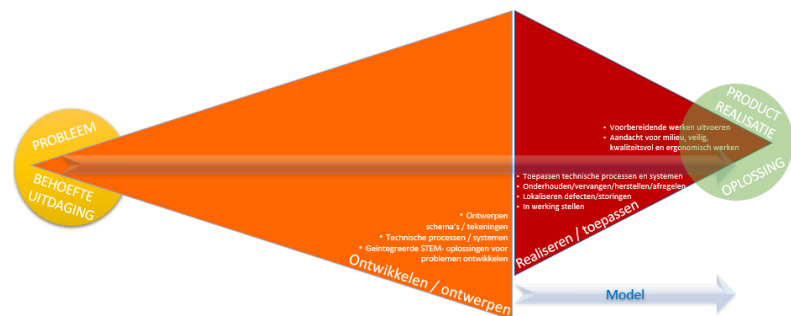 PROBLEEM
BEHOEFTE
UITDAGING
• Ontwerpen
schema's / tekeningen
• Technische processen / systemen
• Geïntegreerde STEM- oplossingen voor
problemen ontwikkelen
Ontwikkelen / ontwerpen
• Voorbereidende werken uitvoeren
• Aandacht voor milieu, veilig,
kwaliteitsvol en ergonomisch werken
• Toepassen technische processen en systemen
• Onderhouden/vervangen/herstellen/afregelen
• Lokaliseren defecten/storingen
• In werking stellen
Realiseren / toepassen
PRODUCT
REALISATIE
OPLOSSING
Model